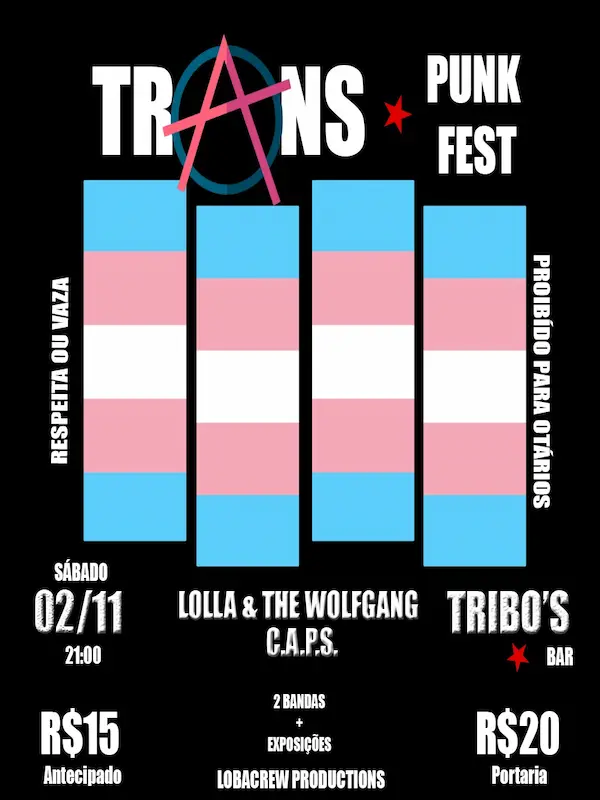 TRANS
PUNK
FEST
RESPEITA OU VAZA
PROIBÍDO PARA OTÁRIOS
SÁBADO
02/11
21:00
LOLLA & THE WOLFGANG
C.A.P.S.
TRIBO'S
BAR
R$15
Antecipado
2 BANDAS
+
EXPOSIÇÕES
LOBACREW PRODUCTIONS
R$20
Portaria